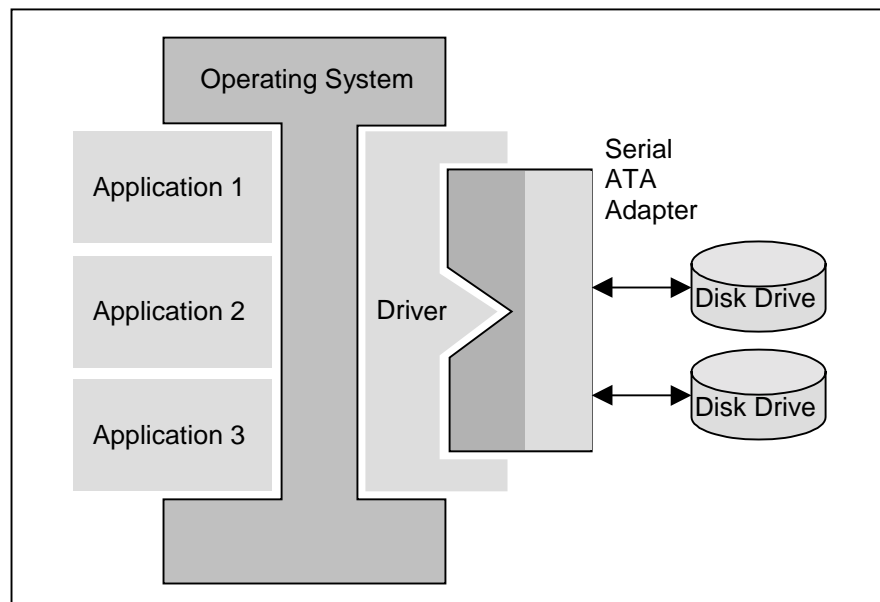 Operating System
Application 1
Application 2
Application 3
Driver
Serial
ATA
Adapter
Disk Drive
Disk Drive